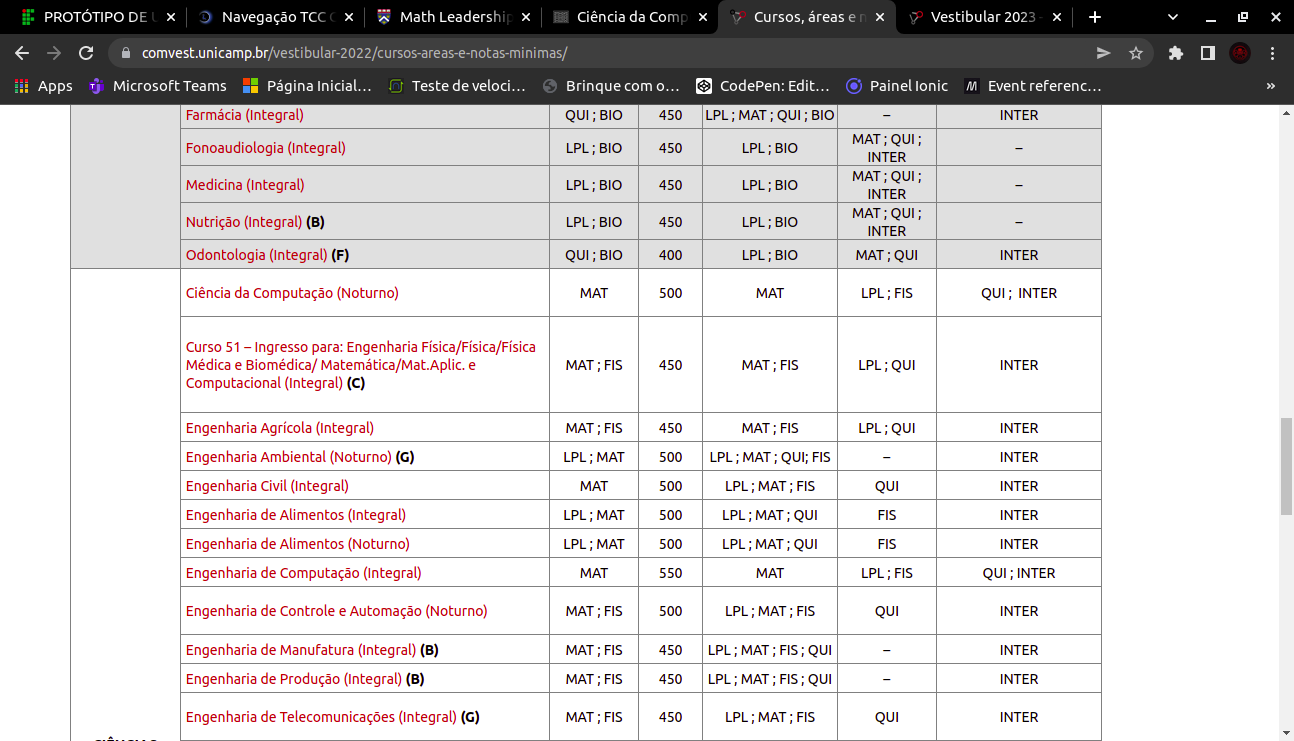 PROTÓTIPO DE
Navegação TCC
Math Leadership
Ciência da Comp
Cursos, áreas e n
Vestibular 2023 -
comvest.unicamp.br/vestibular-2022/cursos-areas-e-notas-minimas/
Apps
Microsoft Teams
Página Inicial...
Teste de veloci...
Brinque com o...
CodePen: Edit...
Painel Ionic
M Event referenc...
»
Farmácia (Integral) QUI ; BIO 450 LPL ; MAT ; QUI ; BIO – INTER
Fonoaudiologia (Integral) LPL ; BIO 450 LPL ; BIO MAT ; QUI ; INTER –
Medicina (Integral) LPL ; BIO 450 LPL ; BIO MAT ; QUI ; INTER –
Nutrição (Integral) (B) LPL ; BIO 450 LPL ; BIO MAT ; QUI ; INTER –
Odontologia (Integral) (F) QUI ; BIO 400 LPL ; BIO MAT ; QUI INTER
Ciência da Computação (Noturno) MAT 500 MAT LPL ; FIS QUI ; INTER
Curso 51 – Ingresso para: Engenharia Física/Física/Física
Médica e Biomédica/ Matemática/Mat.Aplic. e
Computacional (Integral) (C) MAT ; FIS 450 MAT ; FIS LPL ; QUI INTER
Engenharia Agrícola (Integral) MAT ; FIS 450 MAT ; FIS LPL ; QUI INTER
Engenharia Ambiental (Noturno) (G) LPL ; MAT 500 LPL ; MAT ; QUI; FIS – INTER
Engenharia Civil (Integral) MAT 500 LPL ; MAT ; FIS QUI INTER
Engenharia de Alimentos (Integral) LPL ; MAT 500 LPL ; MAT ; QUI FIS INTER
Engenharia de Alimentos (Noturno) LPL ; MAT 500 LPL ; MAT ; QUI FIS INTER
Engenharia de Computação (Integral) MAT 550 MAT LPL ; FIS QUI ; INTER
Engenharia de Controle e Automação (Noturno) MAT ; FIS 500 LPL ; MAT ; FIS QUI INTER
Engenharia de Manufatura (Integral) (B) MAT ; FIS 450 LPL ; MAT ; FIS ; QUI – INTER
Engenharia de Produção (Integral) (B) MAT ; FIS 450 LPL ; MAT ; FIS ; QUI – INTER
Engenharia de Telecomunicações (Integral) (G) MAT ; FIS 450 LPL ; MAT ; FIS QUI INTER